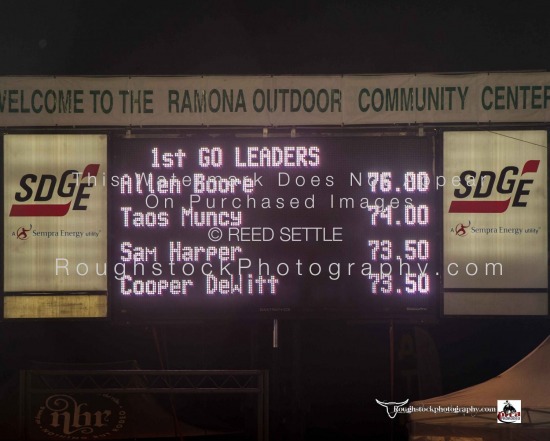 WELCOME TO THE RAMONA OUTDOOR COMMUNITY CENTER
1st GO LEADERS
Allen Boore 76.00
Taos Muncy 74.00
Sam Harper 73.50
Cooper DeWitt 73.50
SDGE
A Sempra Energy utility
SDGE
A Sempra Energy utility
This Watermark Does Not Appear
On Purchased Images
© REED SETTLE
RoughstockPhotography.com
nhr
Roughstockphotography.com